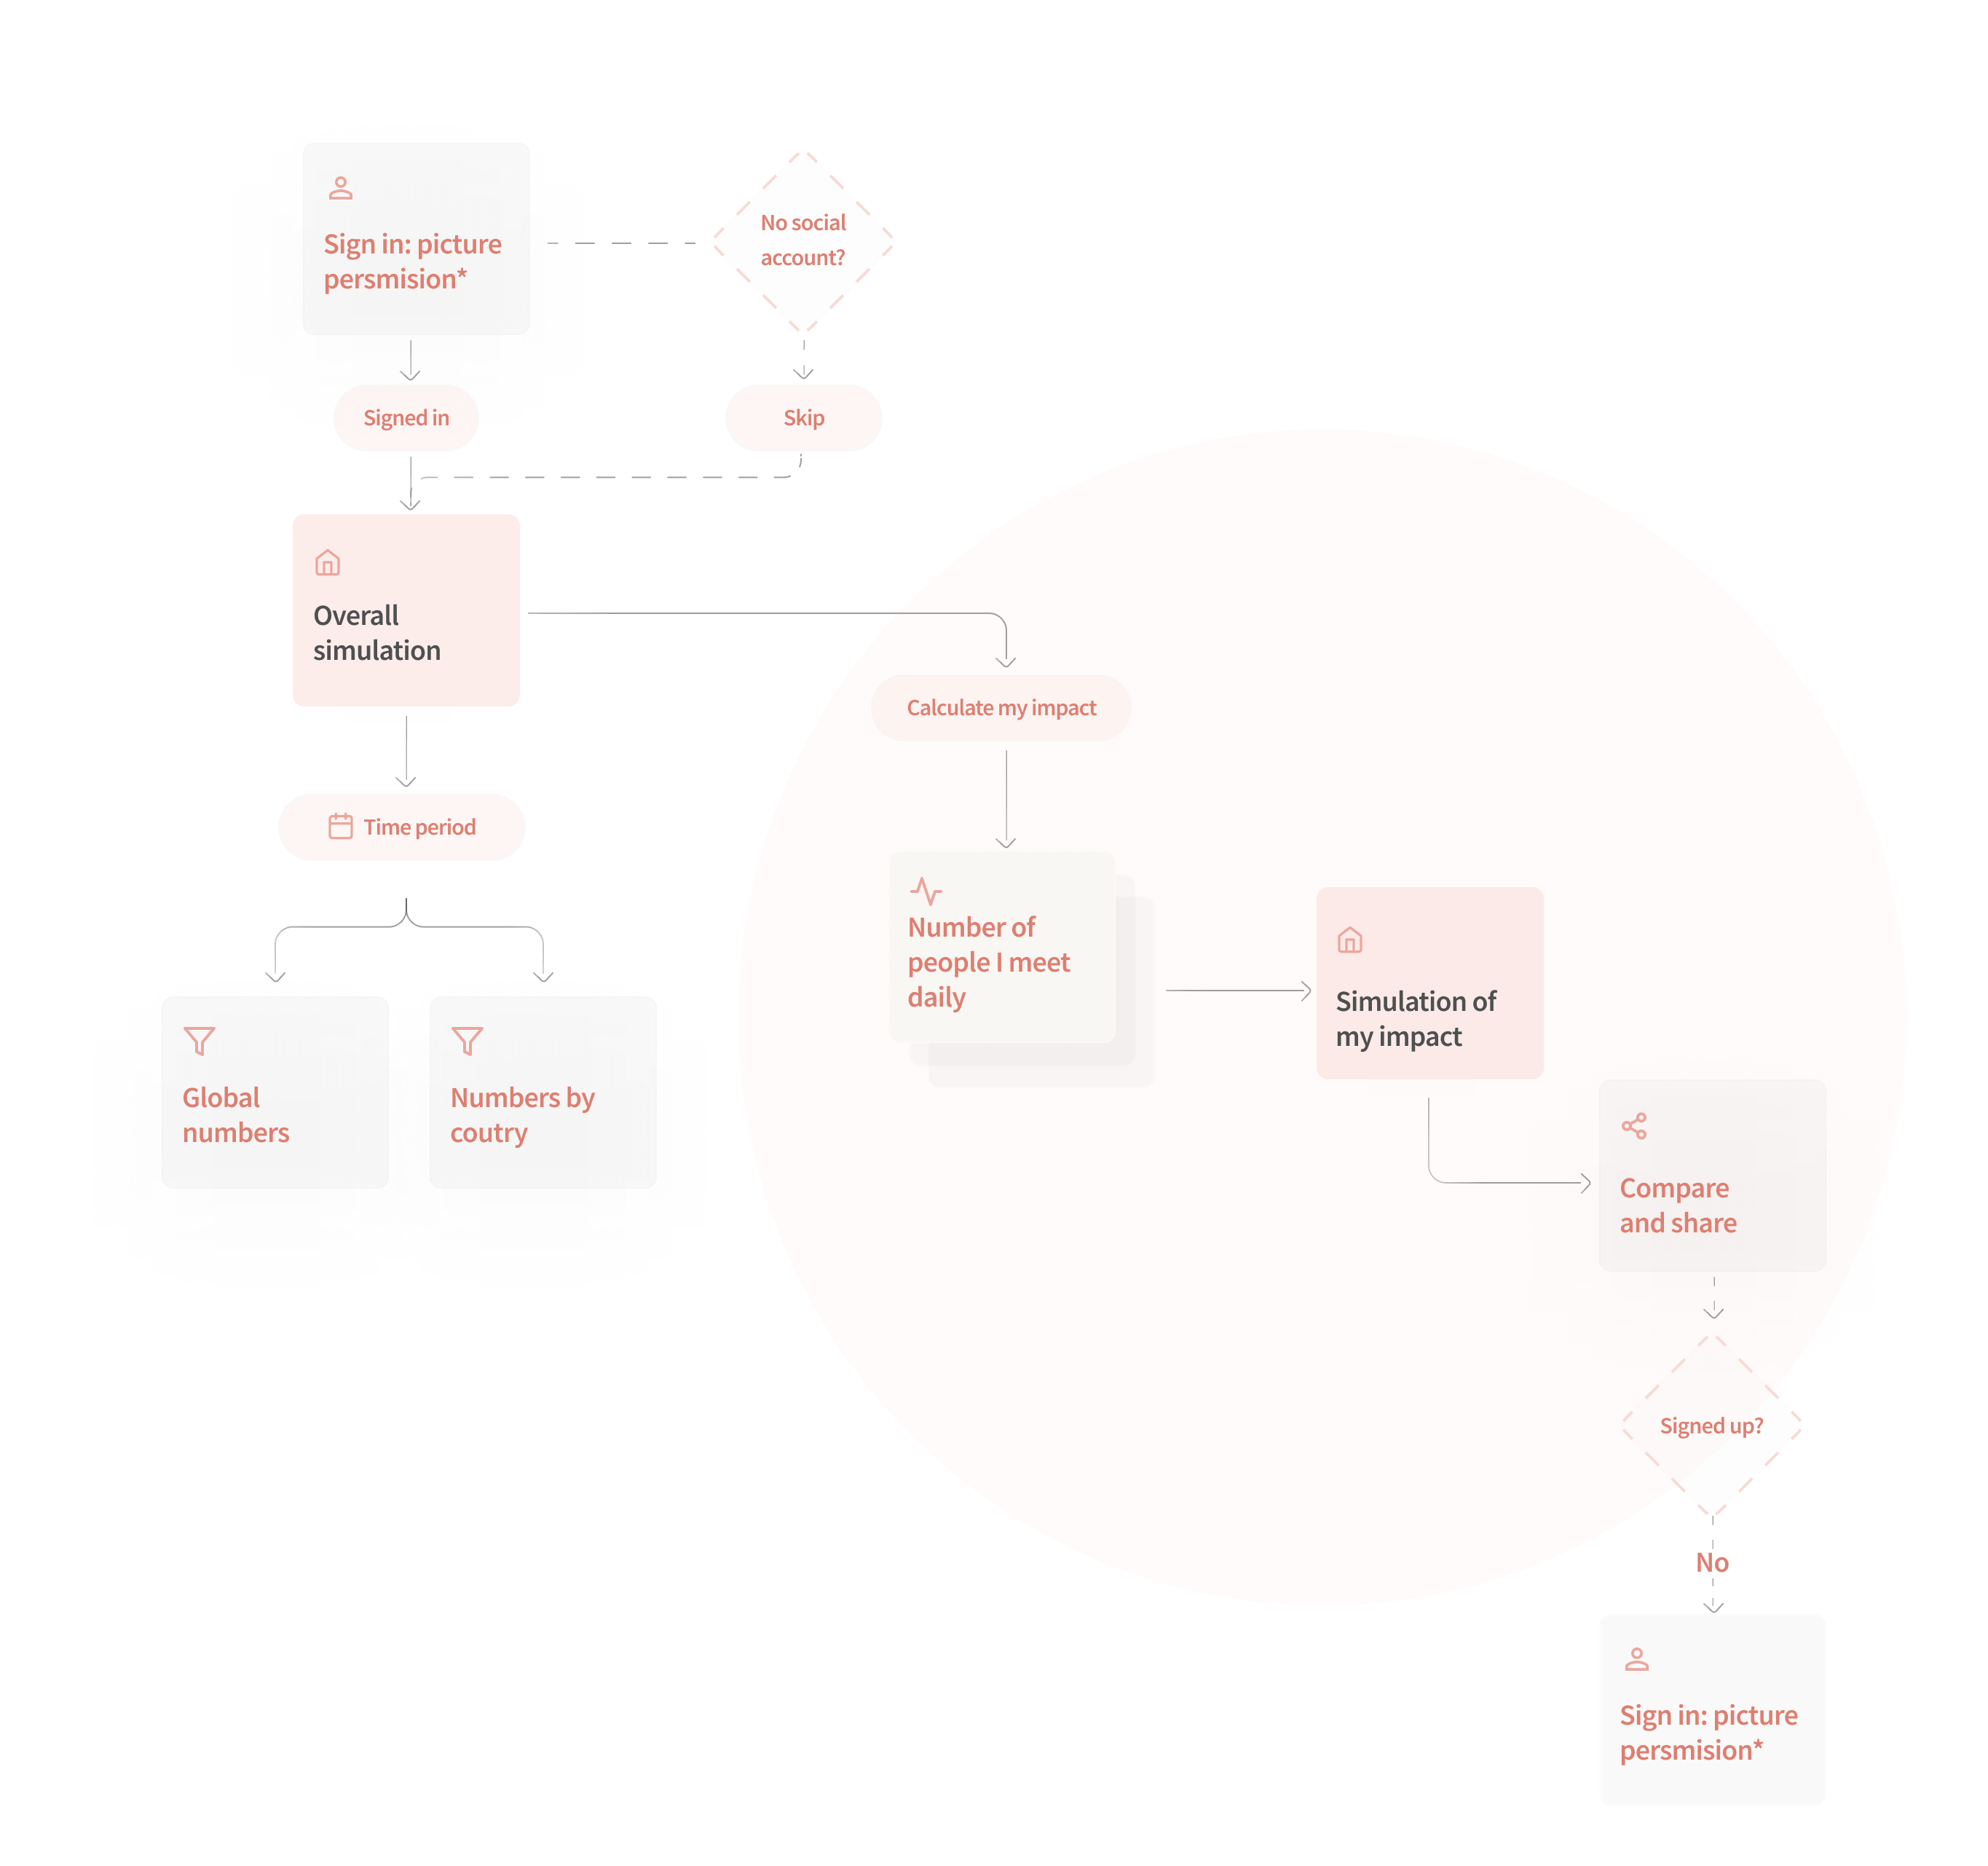 Sign in: picture
persmision*
No social
account?
Signed in
Skip
Overall
simulation
Calculate my impact
Time period
Number of
people I meet
daily
Simulation of
my impact
Global
numbers
Numbers by
coutry
Compare
and share
Signed up?
No
Sign in: picture
persmision*